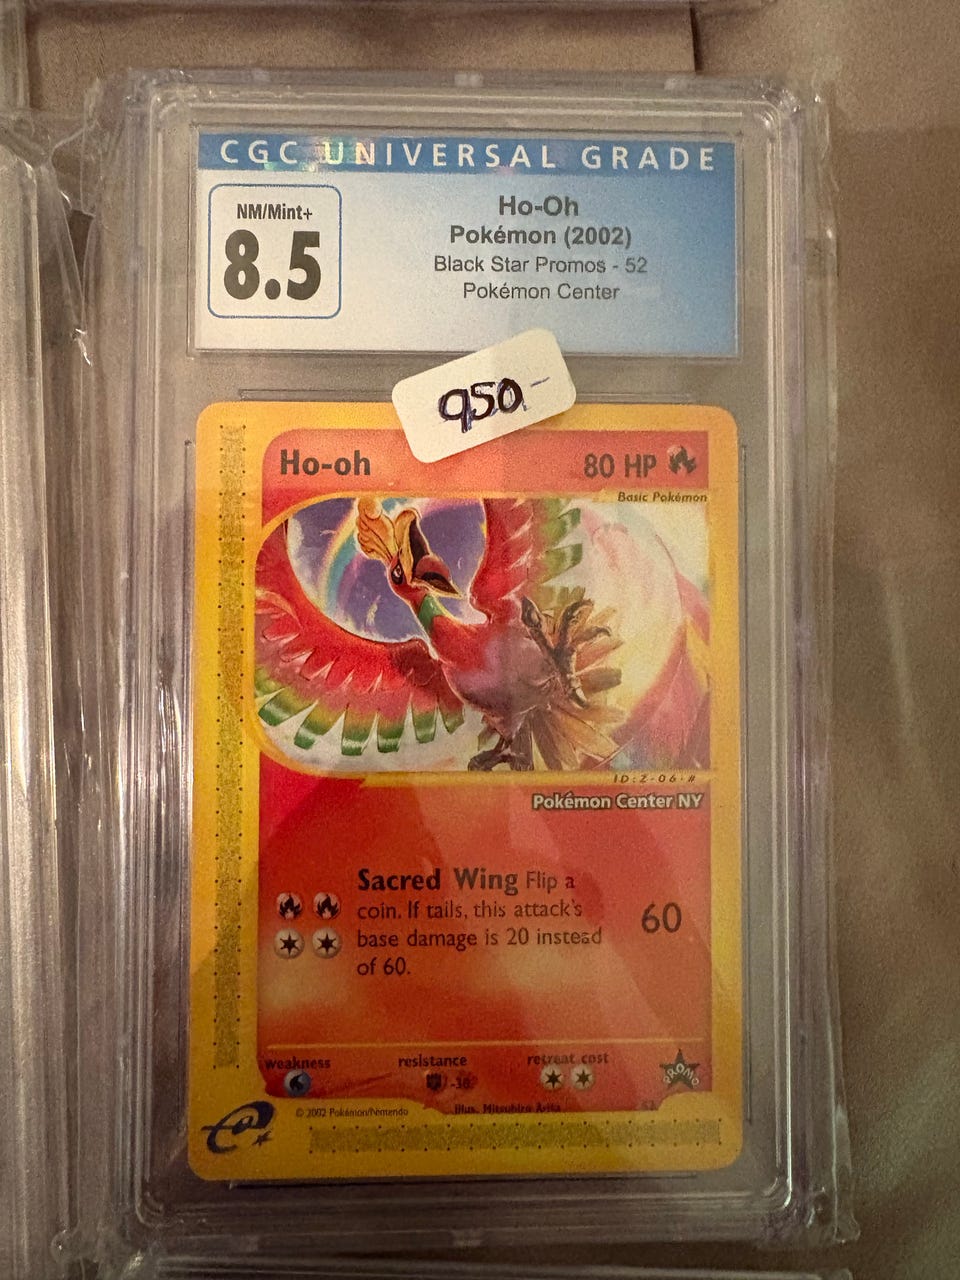 CGC UNIVERSAL GRADE
NM/Mint+
8.5
Ho-Oh
Pokémon (2002)
Black Star Promos - 52
Pokémon Center
950.-
Ho-oh
80 HP
Basic Pokémon
ID:Z-06-#
Pokémon Center NY
Sacred Wing Flip a
coin. If tails, this attack's
base damage is 20 instead
of 60.
60
weakness
resistance
retreat cost
-30
PROMO
© 2002 Pokémon/Nintendo
Illus. Mitsuhiro Arita
52